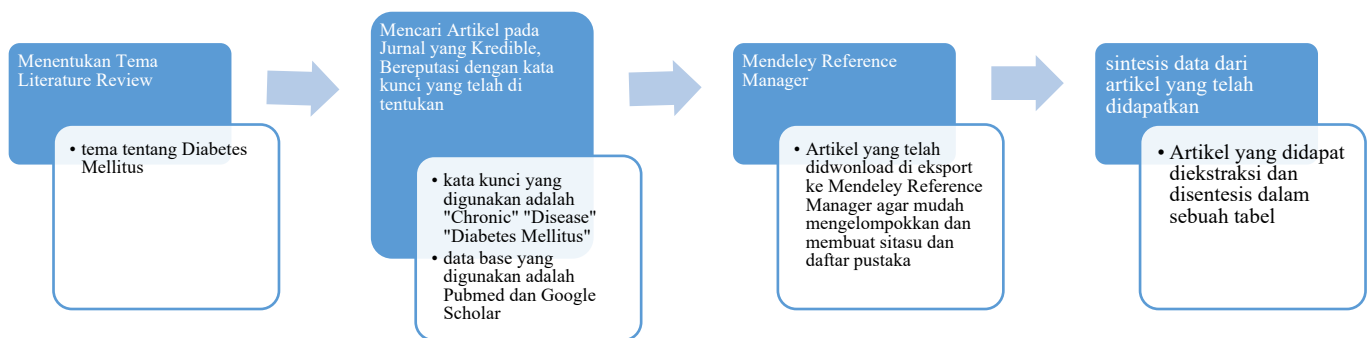 Menentukan Tema
Literature Review
• tema tentang Diabetes
Mellitus
Mencari Artikel pada
Jurnal yang Kredible,
Bereputasi dengan kata
kunci yang telah di
tentukan
• kata kunci yang
digunakan adalah
"Chronic" "Disease"
"Diabetes Mellitus"
• data base yang
digunakan adalah
Pubmed dan Google
Scholar
Mendeley Reference
Manager
• Artikel yang telah
didwonload di eksport
ke Mendeley Reference
Manager agar mudah
mengelompokkan dan
membuat sitasu dan
daftar pustaka
sintesis data dari
artikel yang telah
didapatkan
• Artikel yang didapat
diekstraksi dan
disentesis dalam
sebuah tabel